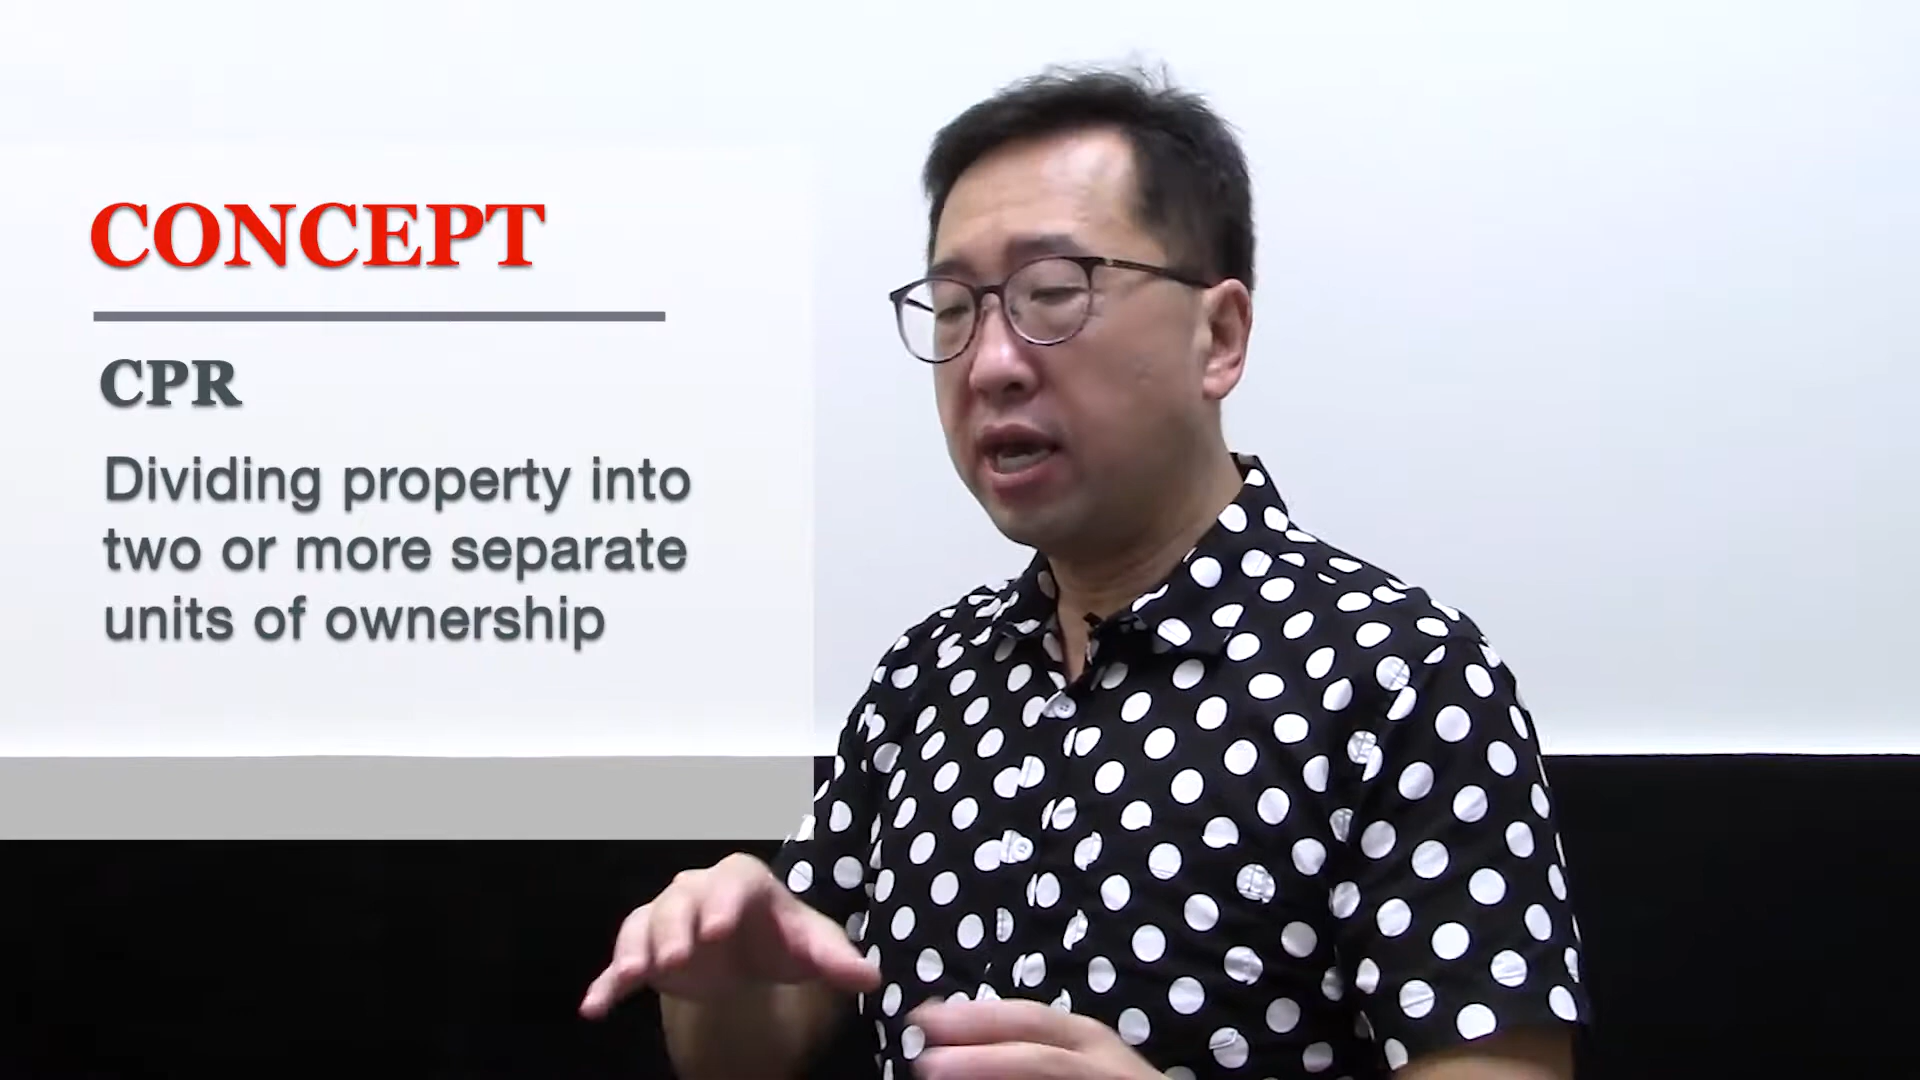 CONCEPT
CPR
Dividing property into
two or more separate
units of ownership